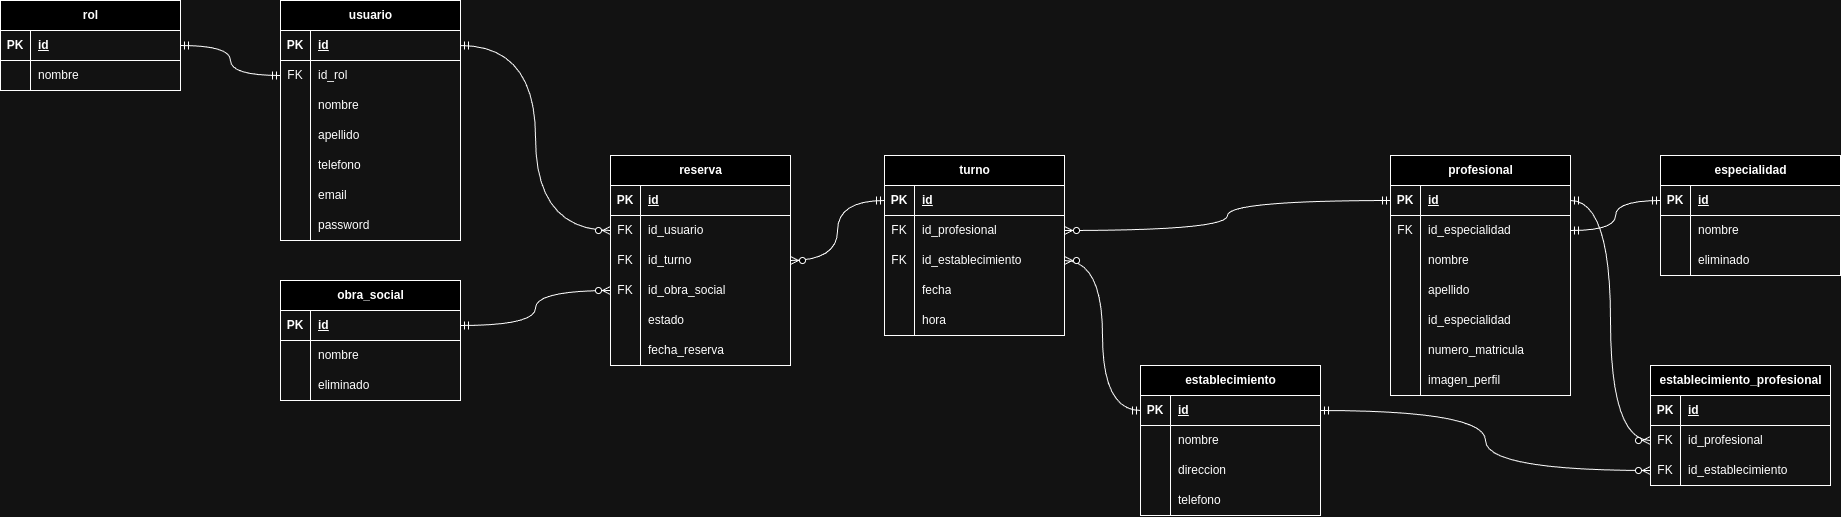 rol
PK id
nombre
usuario
PK id
FK id_rol
nombre
apellido
telefono
email
password
obra_social
PK id
nombre
eliminado
reserva
PK id
FK id_usuario
FK id_turno
FK id_obra_social
estado
fecha_reserva
turno
PK id
FK id_profesional
FK id_establecimiento
fecha
hora
establecimiento
PK id
nombre
direccion
telefono
profesional
PK id
FK id_especialidad
nombre
apellido
id_especialidad
numero_matricula
imagen_perfil
especialidad
PK id
nombre
eliminado
establecimiento_profesional
PK id
FK id_profesional
FK id_establecimiento